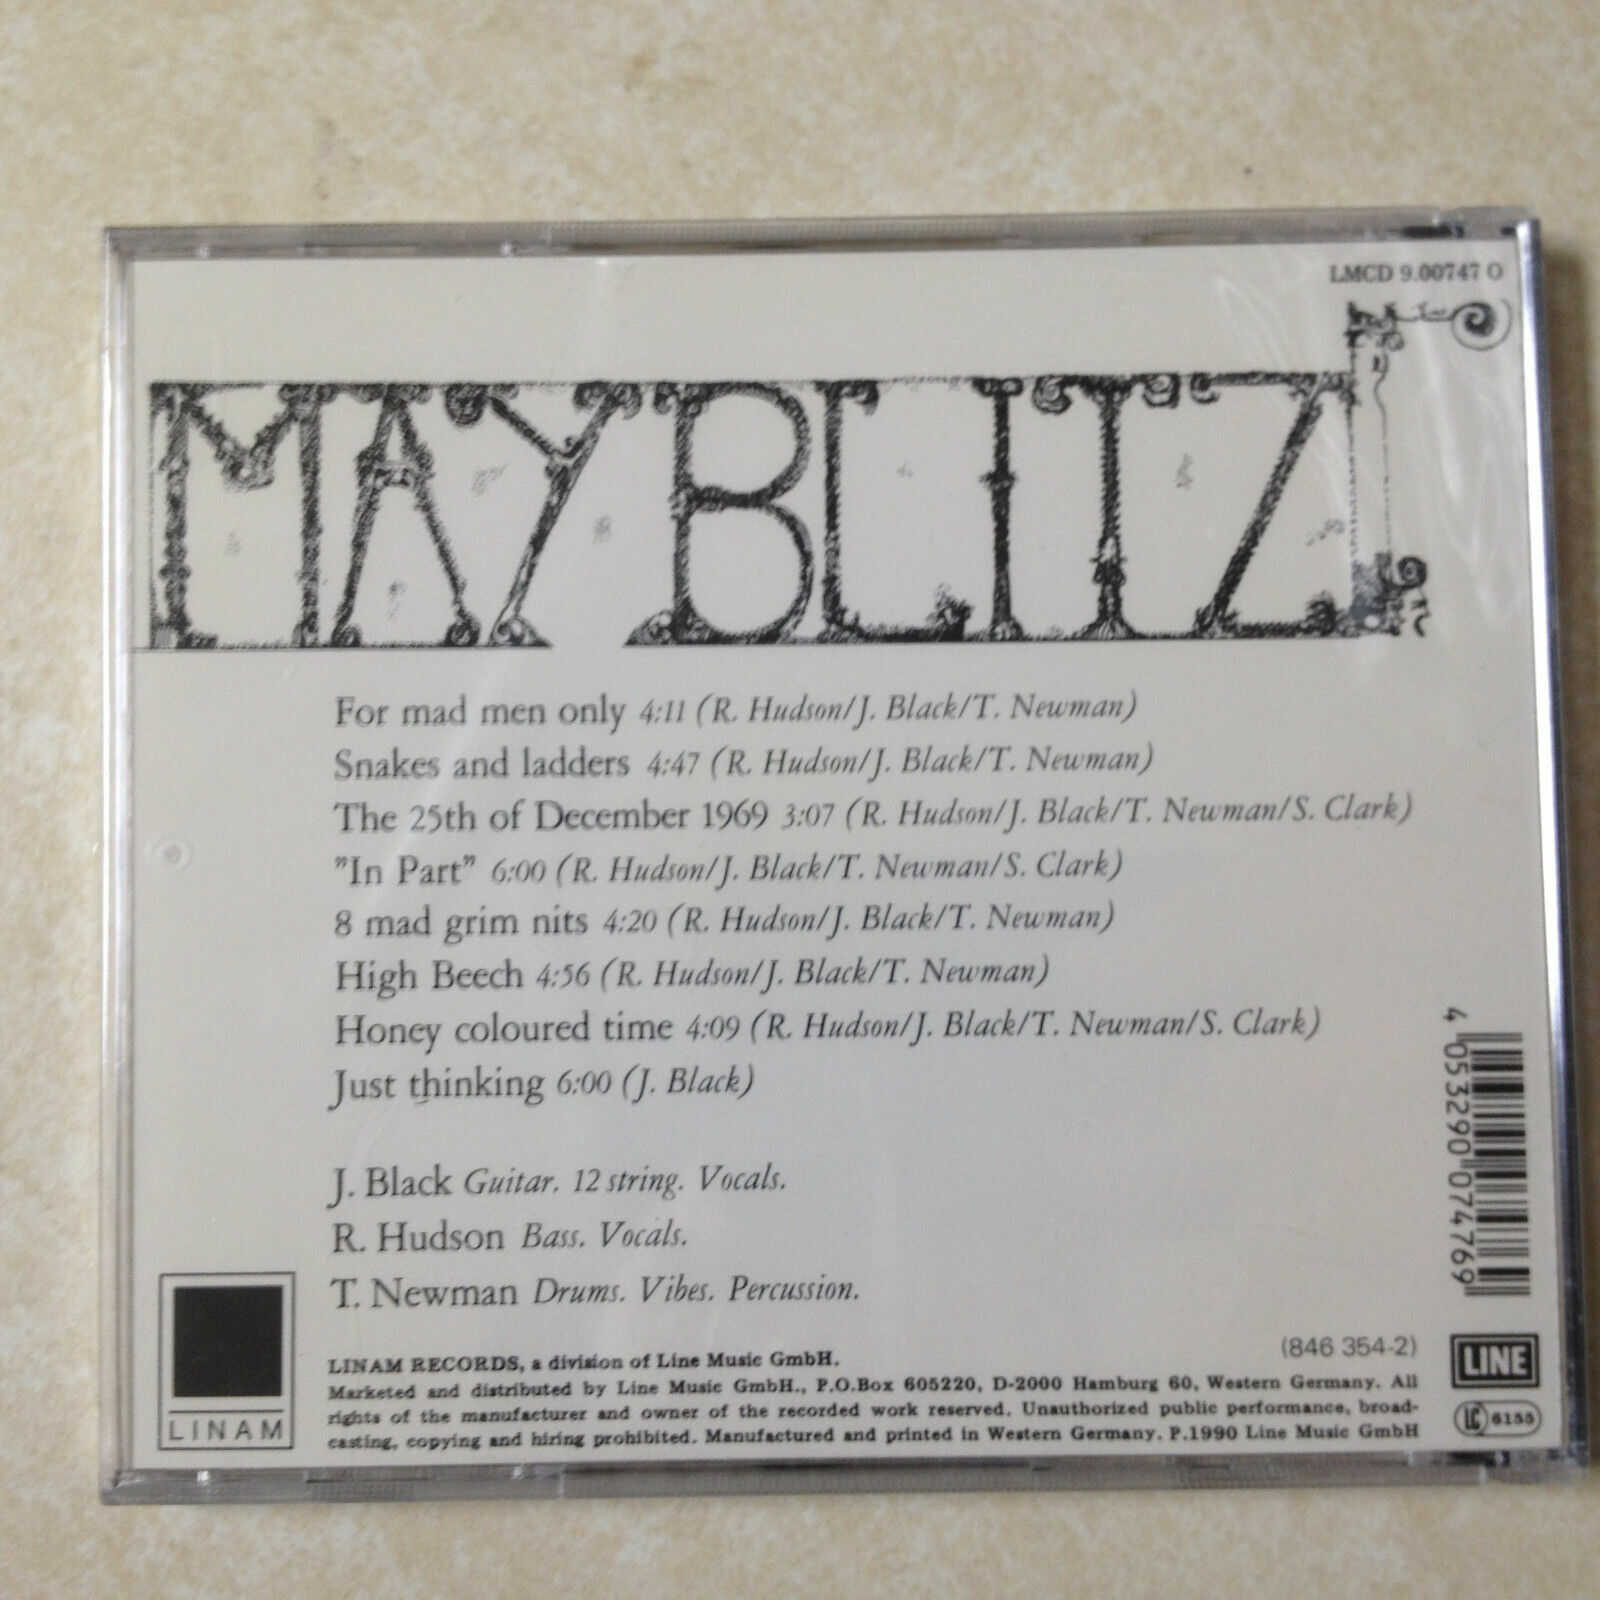 LMCD 9.00747 O
MAY BLITZ
For mad men only 4:11 (R. Hudson/J. Black/T. Newman)
Snakes and ladders 4:47 (R. Hudson/J. Black/T. Newman)
The 25th of December 1969 3:07 (R. Hudson/J. Black/T. Newman/S. Clark)
"In Part" 6:00 (R. Hudson/J. Black/T. Newman/S. Clark)
8 mad grim nits 4:20 (R. Hudson/J. Black/T. Newman)
High Beech 4:56 (R. Hudson/J. Black/T. Newman)
Honey coloured time 4:09 (R. Hudson/J. Black/T. Newman/S. Clark)
Just thinking 6:00 (J. Black)
J. Black Guitar. 12 string. Vocals.
R. Hudson Bass. Vocals.
T. Newman Drums. Vibes. Percussion.
4 053290 074769
LINAM
(846 354-2)
LINAM RECORDS, a division of Line Music GmbH.
Marketed and distributed by Line Music GmbH., P.O.Box 605220, D-2000 Hamburg 60, Western Germany. All
rights of the manufacturer and owner of the recorded work reserved. Unauthorized public performance, broad-
casting, copying and hiring prohibited. Manufactured and printed in Western Germany. P.1990 Line Music GmbH
LINE
LC 6155